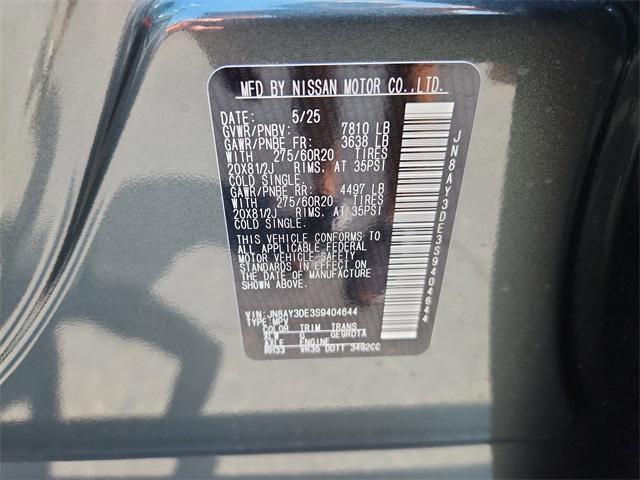 MFD BY NISSAN MOTOR CO.,LTD.
DATE: 5/25
GVWR/PNBV: 7810 LB
GAWR/PNBE FR: 3638 LB
WITH 275/60R20 TIRES
20X81/2J RIMS. AT 35PSI
COLD SINGLE.
GAWR/PNBE RR: 4497 LB
WITH 275/60R20 TIRES
20X81/2J RIMS. AT 35PSI
COLD SINGLE.
THIS VEHICLE CONFORMS TO
ALL APPLICABLE FEDERAL
MOTOR VEHICLE SAFETY
STANDARDS IN EFFECT ON
THE DATE OF MANUFACTURE
SHOWN ABOVE.
VIN: JN8AY3DE3S9404644
TYPE:MPV
COLOR TRIM TRANS
AXLE ENGINE
RH33 VR35 DDTT 3492CC
JN8AY3DE3S9404644